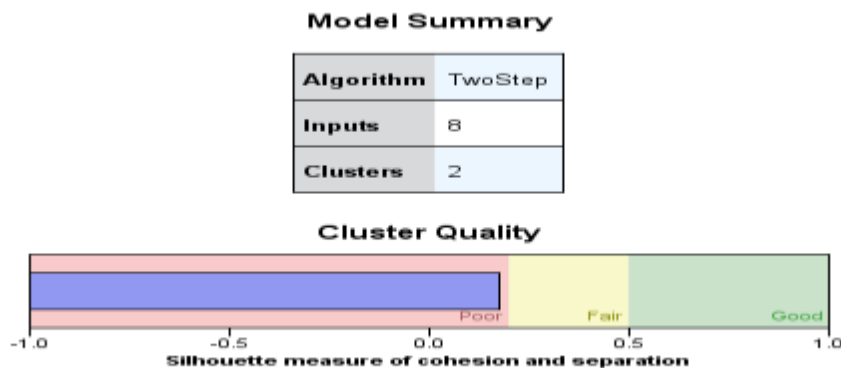 Model Summary
Algorithm TwoStep
Inputs 8
Clusters 2
Cluster Quality
Poor Fair Good
-1.0 -0.5 0.0 0.5 1.0
Silhouette measure of cohesion and separation